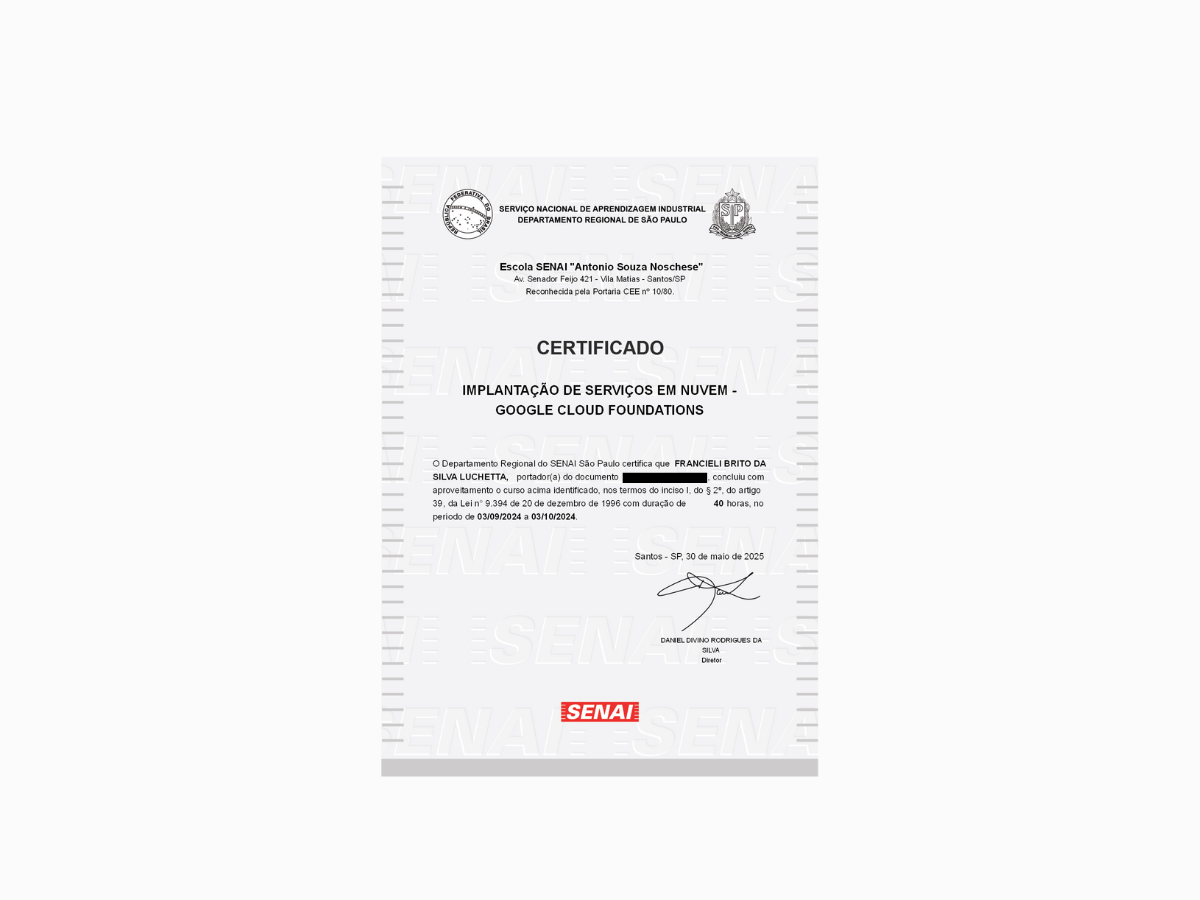 REPÚBLICA FEDERATIVA DO BRASIL
SERVIÇO NACIONAL DE APRENDIZAGEM INDUSTRIAL
DEPARTAMENTO REGIONAL DE SÃO PAULO
SP
Escola SENAI "Antonio Souza Noschese"
Av. Senador Feijo 421 - Vila Matias - Santos/SP
Reconhecida pela Portaria CEE nº 10/80.
CERTIFICADO
IMPLANTAÇÃO DE SERVIÇOS EM NUVEM -
GOOGLE CLOUD FOUNDATIONS
O Departamento Regional do SENAI São Paulo certifica que FRANCIELI BRITO DA
SILVA LUCHETTA, portador(a) do documento , concluiu com
aproveitamento o curso acima identificado, nos termos do inciso I, do § 2º, do artigo
39, da Lei n° 9.394 de 20 de dezembro de 1996 com duração de 40 horas, no
período de 03/09/2024 a 03/10/2024.
Santos - SP, 30 de maio de 2025
DANIEL DIVINO RODRIGUES DA
SILVA
Diretor
SENAI